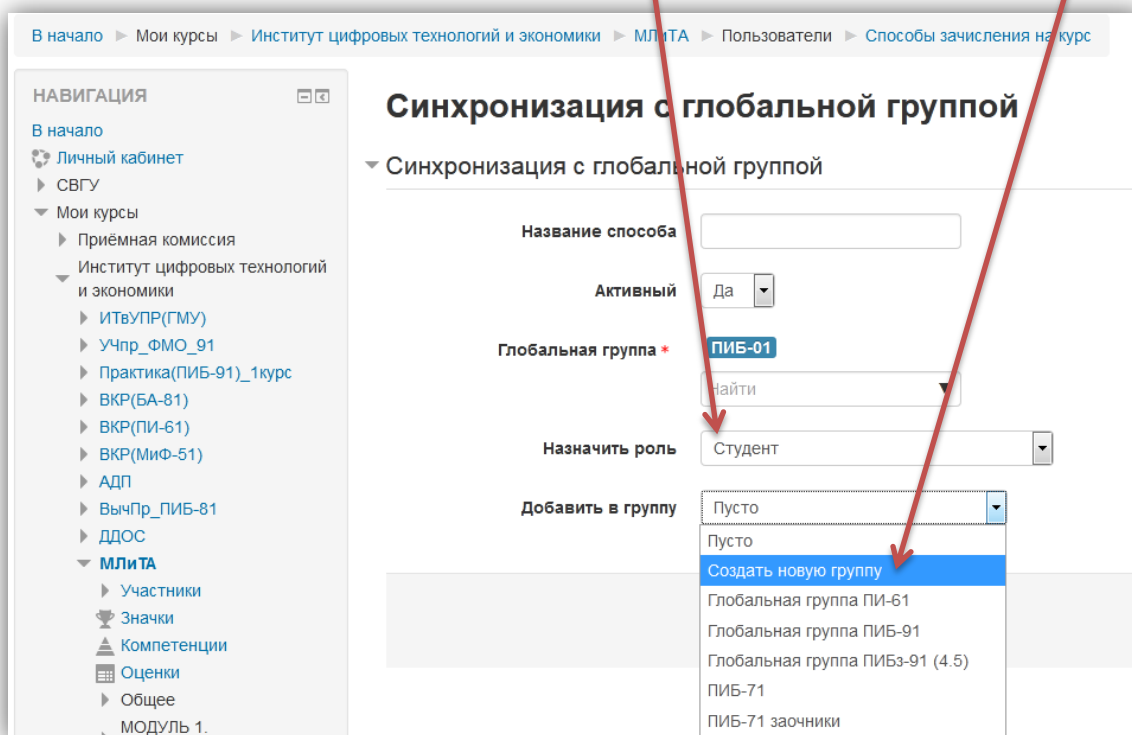 В начало ► Мои курсы ► Институт цифровых технологий и экономики ► МЛиТА ► Пользователи ► Способы зачисления на курс
НАВИГАЦИЯ
В начало
Личный кабинет
СВГУ
Мои курсы
Приёмная комиссия
Институт цифровых технологий
и экономики
ИТвУПР(ГМУ)
УЧпр_ФМО_91
Практика(ПИБ-91)_1курс
ВКР(БА-81)
ВКР(ПИ-61)
ВКР(МиФ-51)
АДП
ВычПр_ПИБ-81
ДДОС
МЛиТА
Участники
Значки
Компетенции
Оценки
Общее
МОДУЛЬ 1.
Синхронизация с глобальной группой
Синхронизация с глобальной группой
Название способа
Активный Да
Глобальная группа * ПИБ-01
Найти
Назначить роль Студент
Добавить в группу Пусто
Пусто
Создать новую группу
Глобальная группа ПИ-61
Глобальная группа ПИБ-91
Глобальная группа ПИБз-91 (4.5)
ПИБ-71
ПИБ-71 заочники